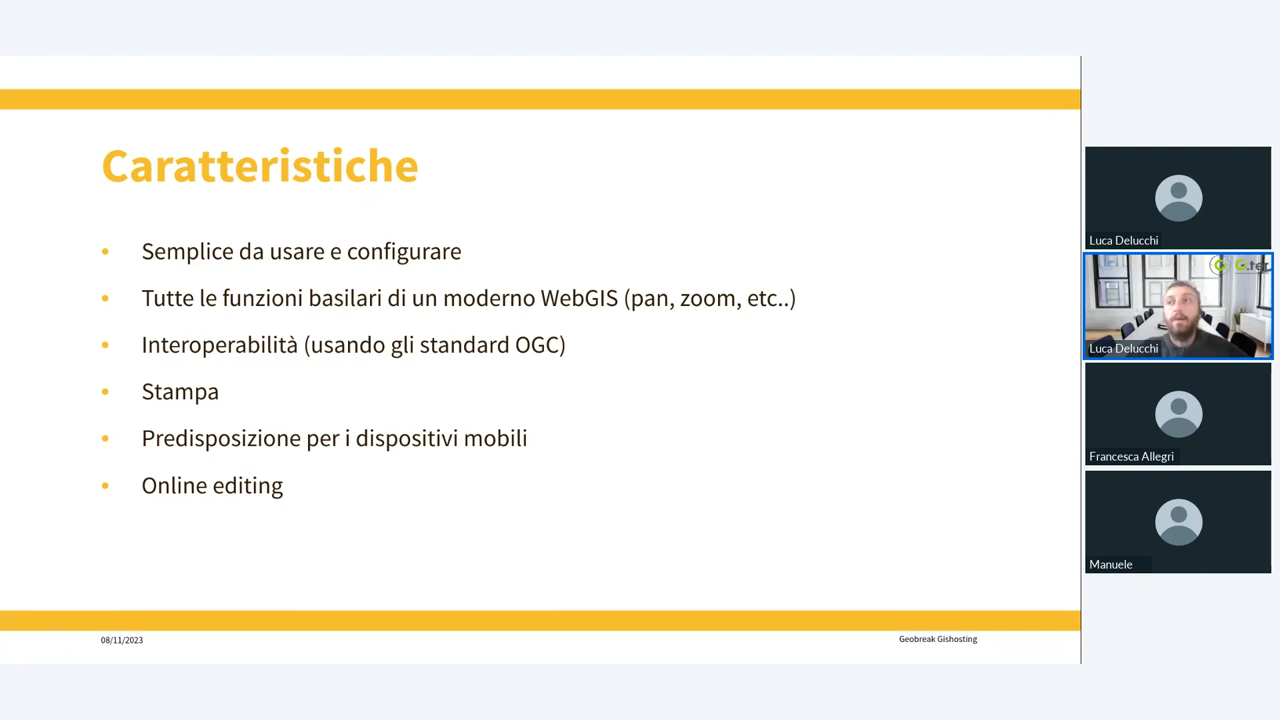 Caratteristiche
• Semplice da usare e configurare
• Tutte le funzioni basilari di un moderno WebGIS (pan, zoom, etc..)
• Interoperabilità (usando gli standard OGC)
• Stampa
• Predisposizione per i dispositivi mobili
• Online editing
08/11/2023
Geobreak Gishosting
Luca Delucchi
G.ter
Luca Delucchi
Francesca Allegri
Manuele